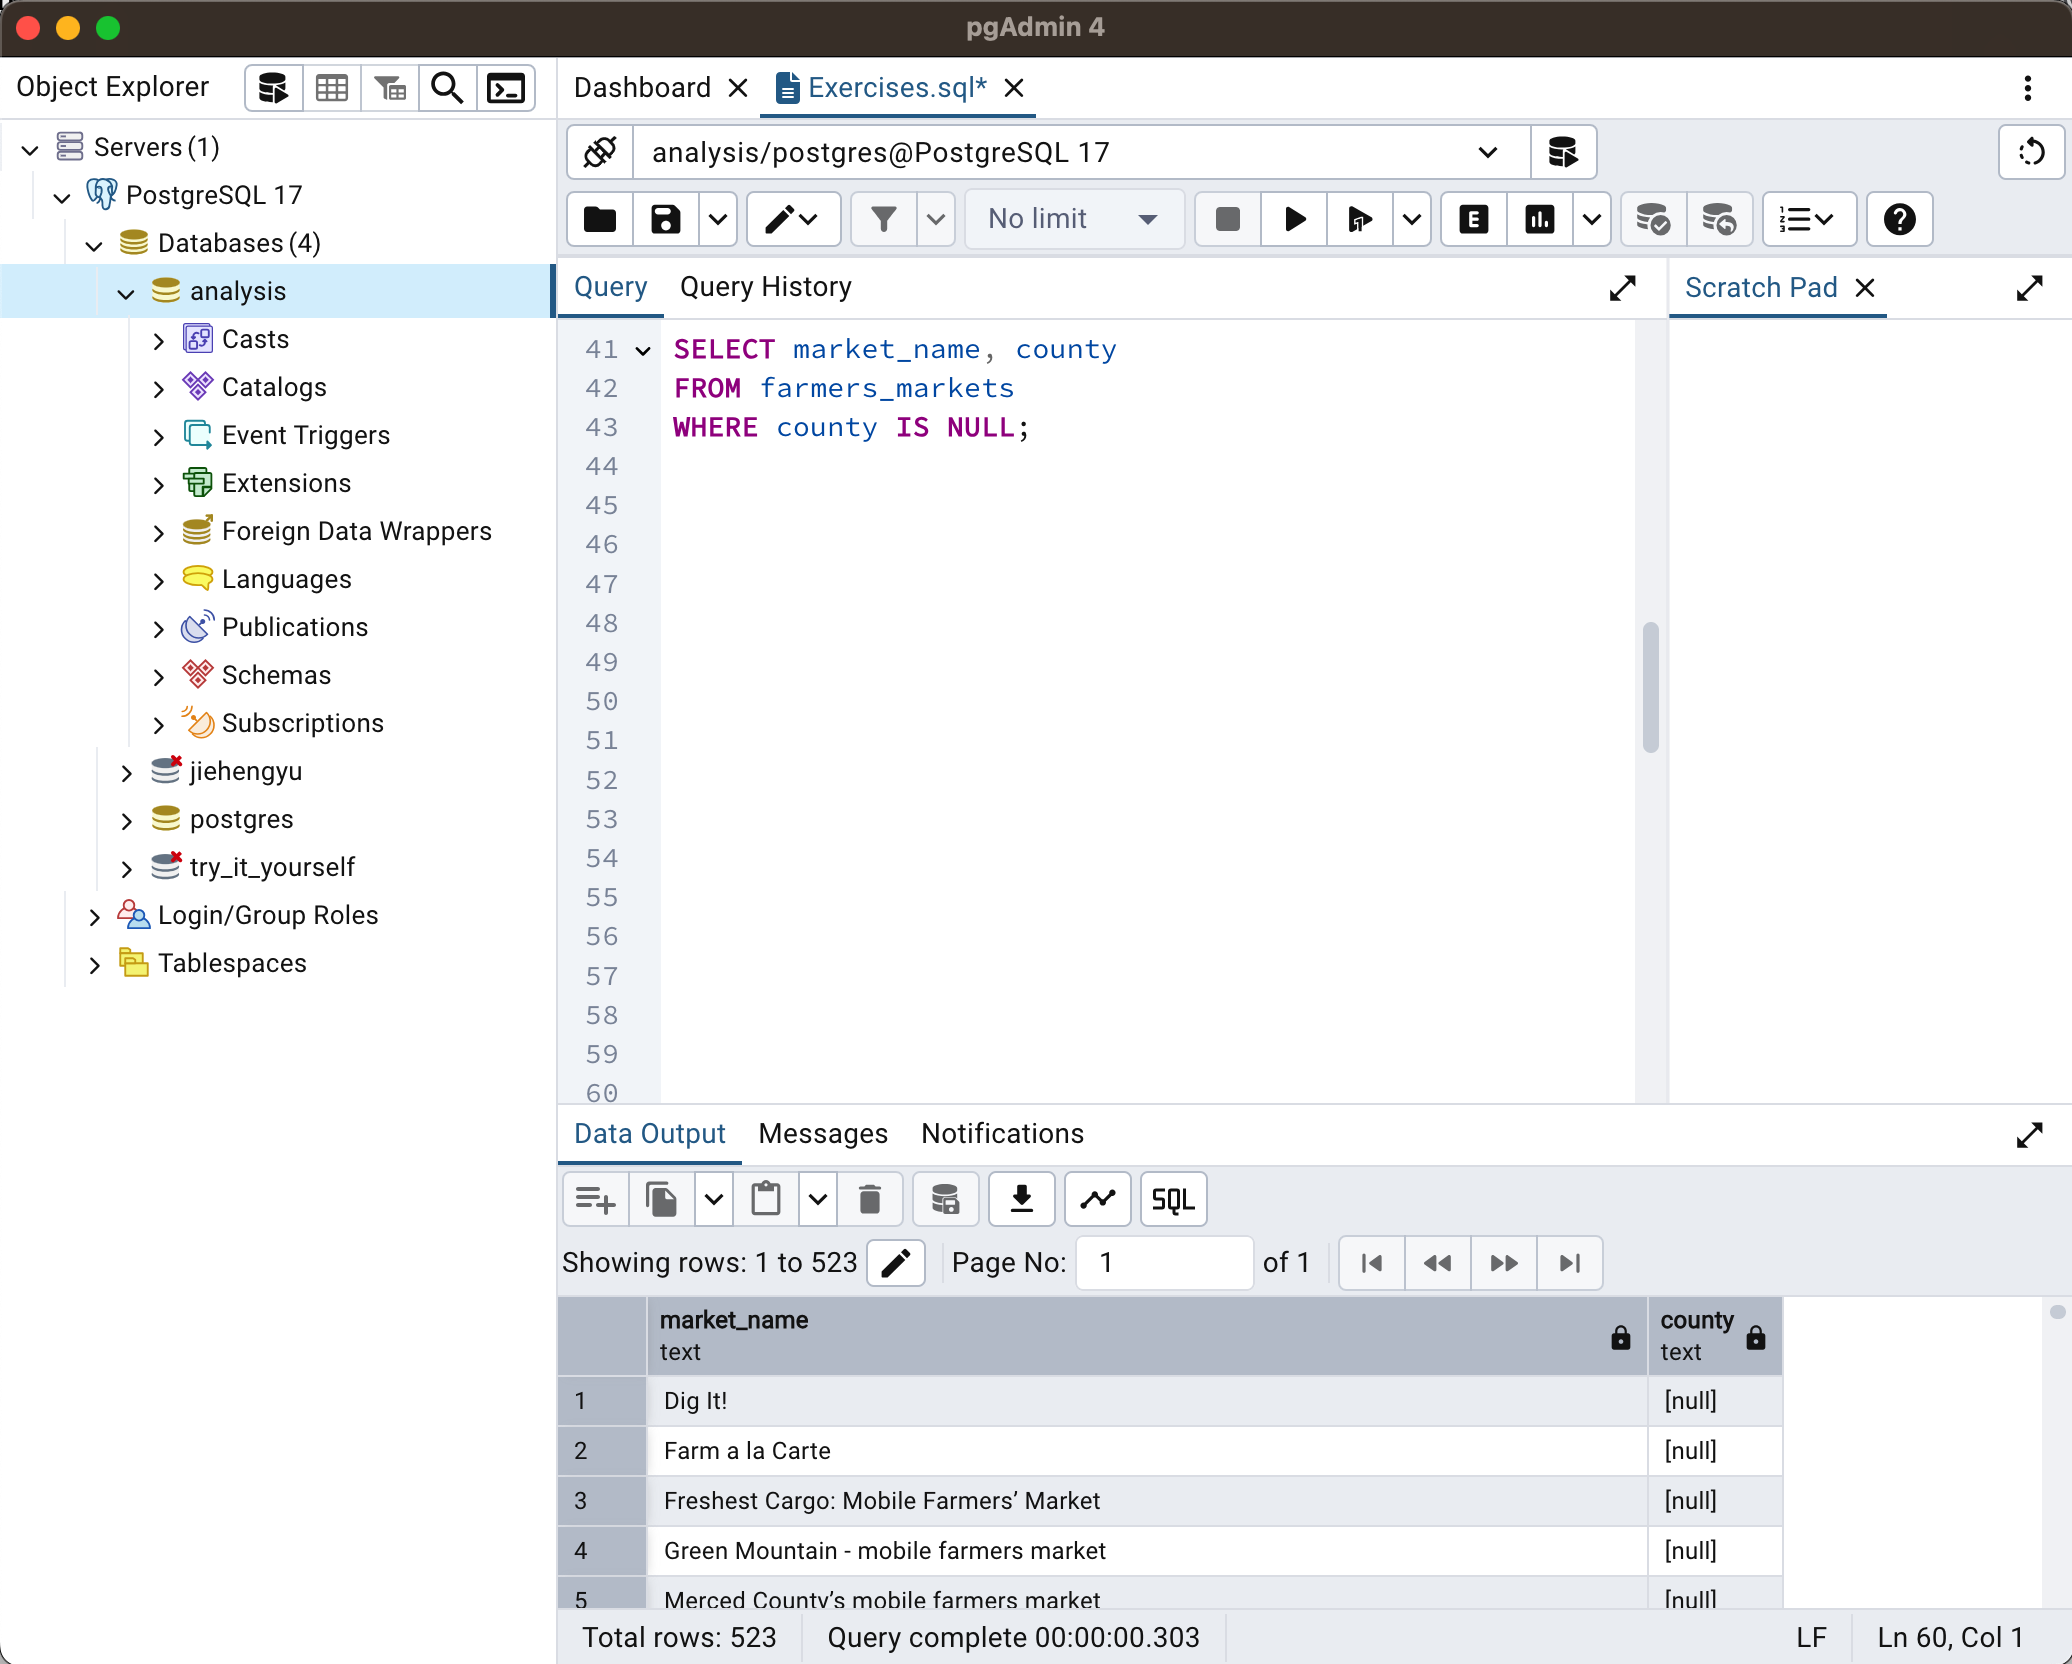 pgAdmin 4
Object Explorer
Servers (1)
PostgreSQL 17
Databases (4)
analysis
Casts
Catalogs
Event Triggers
Extensions
Foreign Data Wrappers
Languages
Publications
Schemas
Subscriptions
jiehengyu
postgres
try_it_yourself
Login/Group Roles
Tablespaces
Dashboard
Exercises.sql*
analysis/postgres@PostgreSQL 17
No limit
E
Query
Query History
Scratch Pad
41 SELECT market_name, county
42 FROM farmers_markets
43 WHERE county IS NULL;
44
45
46
47
48
49
50
51
52
53
54
55
56
57
58
59
60
Data Output Messages Notifications
SQL
Showing rows: 1 to 523 Page No: 1 of 1
market_name county
text text
1 Dig It! [null]
2 Farm a la Carte [null]
3 Freshest Cargo: Mobile Farmers’ Market [null]
4 Green Mountain - mobile farmers market [null]
5 Merced County’s mobile farmers market [null]
Total rows: 523 Query complete 00:00:00.303 LF Ln 60, Col 1